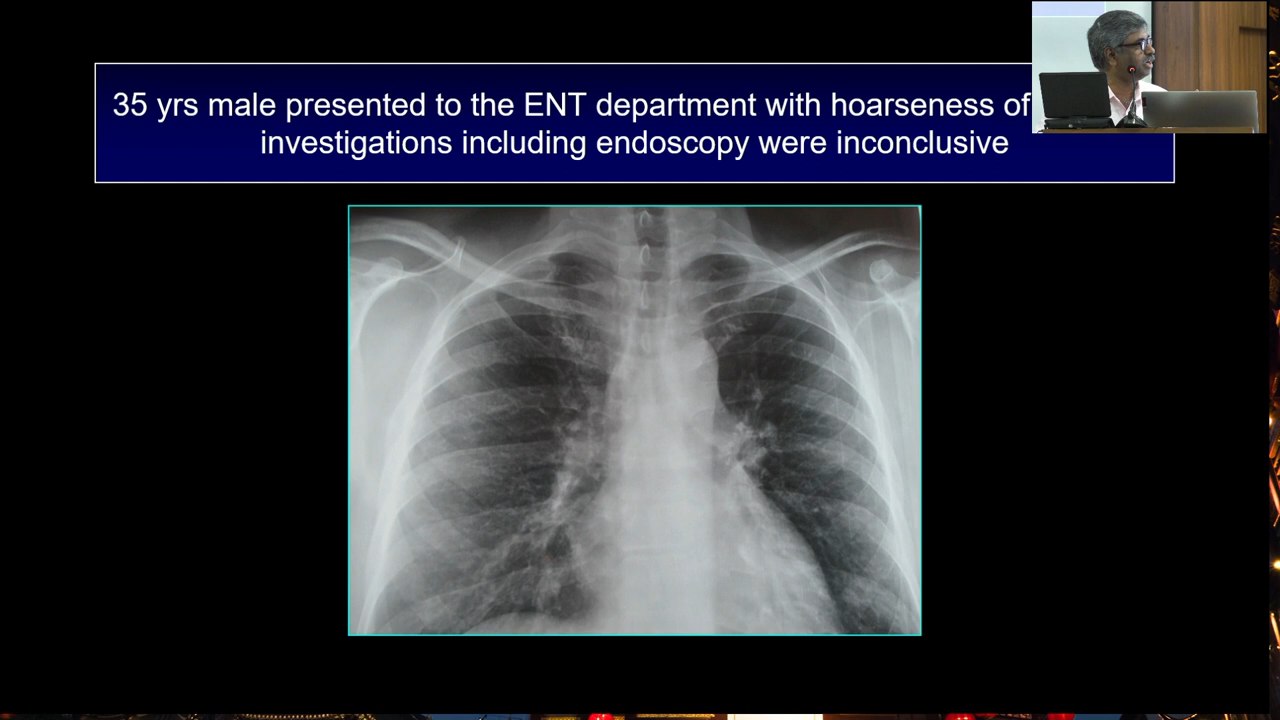 35 yrs male presented to the ENT department with hoarseness of
investigations including endoscopy were inconclusive